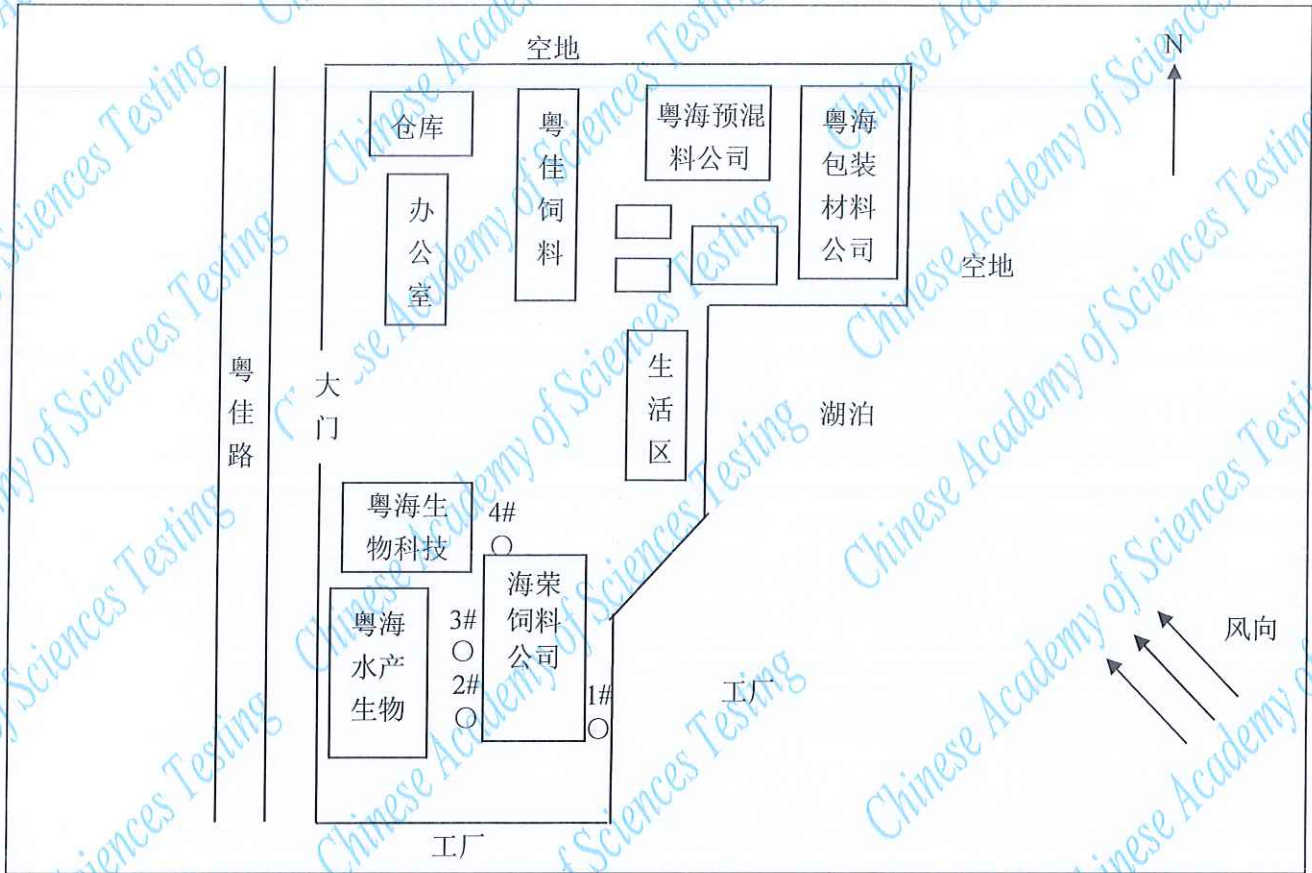 空地
N
仓库
粤佳饲料
粤海预混
料公司
粤海
包装
材料
公司
办公室
空地
粤佳路
大门
生活区
湖泊
粤海生
物科技
4#
海荣
饲料
公司
粤海
水产
生物
3#
2#
1#
工厂
风向
工厂
Chinese Academy of Sciences Testing